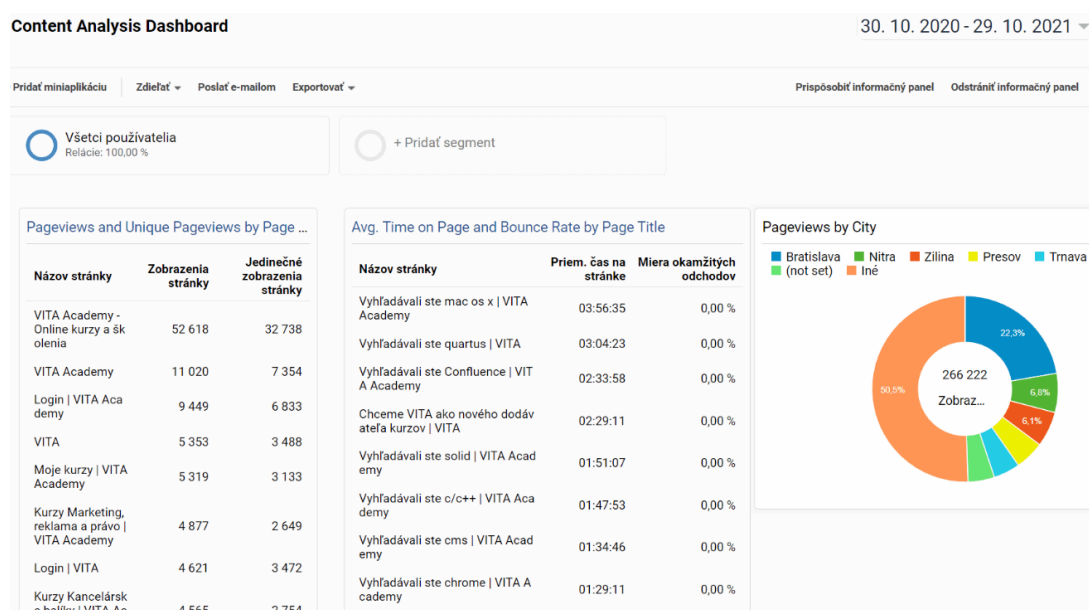 Content Analysis Dashboard
30. 10. 2020 - 29. 10. 2021
Pridať miniaplikáciu
Zdieľať
Poslať e-mailom
Exportovať
Prispôsobiť informačný panel
Odstrániť informačný panel
Všetci používatelia
Relácie: 100,00 %
+ Pridať segment
Pageviews and Unique Pageviews by Page ...
Názov stránky
Zobrazenia
stránky
Jedinečné
zobrazenia
stránky
VITA Academy -
Online kurzy a šk
olenia
52 618
32 738
VITA Academy
11 020
7 354
Login | VITA Aca
demy
9 449
6 833
VITA
5 353
3 488
Moje kurzy | VITA
Academy
5 319
3 133
Kurzy Marketing,
reklama a právo |
VITA Academy
4 877
2 649
Login | VITA
4 621
3 472
Kurzy Kancelársk
e balíky | VITA Ac
4 565
2 754
Avg. Time on Page and Bounce Rate by Page Title
Názov stránky
Priem. čas na
stránke
Miera okamžitých
odchodov
Vyhľadávali ste mac os x | VITA
Academy
03:56:35
0,00 %
Vyhľadávali ste quartus | VITA
03:04:23
0,00 %
Vyhľadávali ste Confluence | VIT
A Academy
02:33:58
0,00 %
Chceme VITA ako nového dodáv
ateľa kurzov | VITA
02:29:11
0,00 %
Vyhľadávali ste solid | VITA Acad
emy
01:51:07
0,00 %
Vyhľadávali ste c/c++ | VITA Aca
demy
01:47:53
0,00 %
Vyhľadávali ste cms | VITA Acad
emy
01:34:46
0,00 %
Vyhľadávali ste chrome | VITA A
cademy
01:29:11
0,00 %
Pageviews by City
Bratislava
Nitra
Zilina
Presov
Trnava
(not set)
Iné
22,3%
6,8%
6,1%
50,5%
266 222
Zobraz...